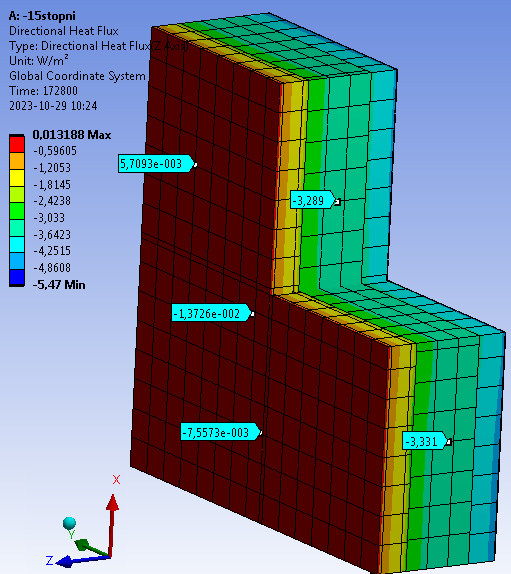 A: -15stopni
Directional Heat Flux
Type: Directional Heat Flux(Z Axis)
Unit: W/m²
Global Coordinate System
Time: 172800
2023-10-29 10:24
0,013188 Max
-0,59605
-1,2053
-1,8145
-2,4238
-3,033
-3,6423
-4,2515
-4,8608
-5,47 Min
5,7093e-003
-3,289
-1,3726e-002
-7,5573e-003
-3,331
X
Y
Z